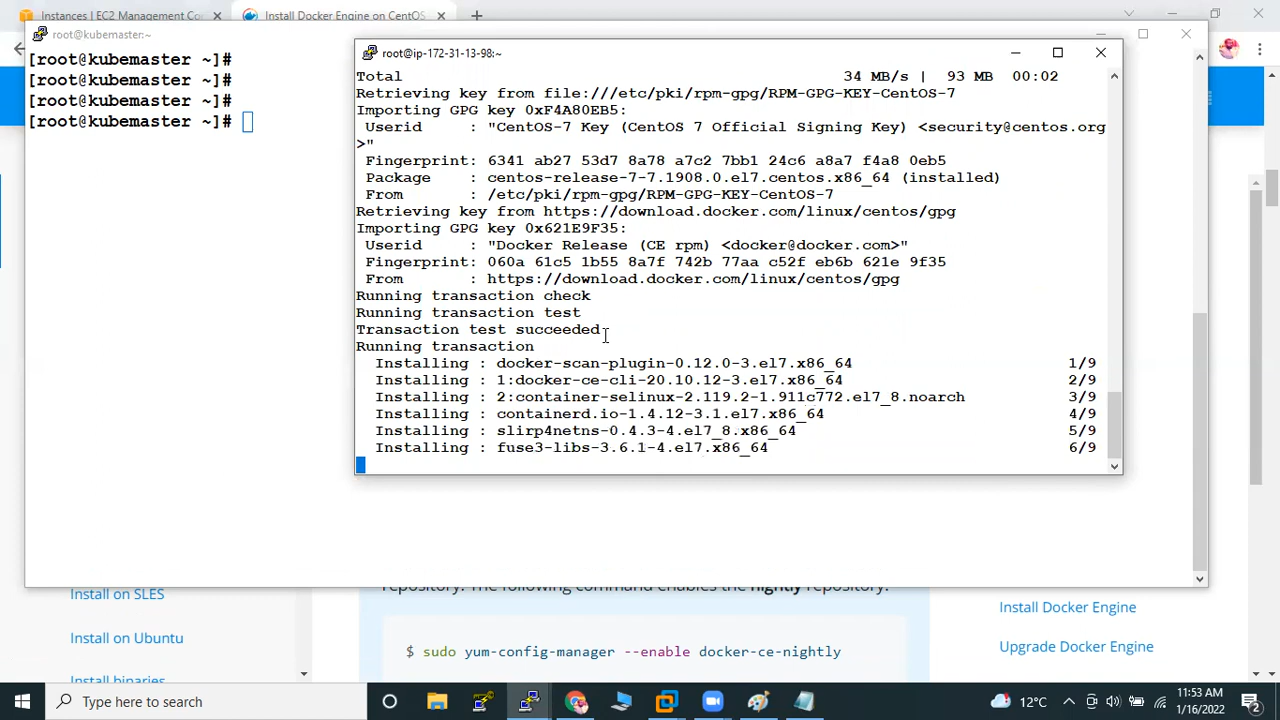 Instances | EC2 Management Co
Install Docker Engine on CentOS
root@kubemaster:~
[root@kubemaster ~]#
[root@kubemaster ~]#
[root@kubemaster ~]#
[root@kubemaster ~]#
root@ip-172-31-13-98:~
Total 34 MB/s | 93 MB 00:02
Retrieving key from file:///etc/pki/rpm-gpg/RPM-GPG-KEY-CentOS-7
Importing GPG key 0xF4A80EB5:
Userid : "CentOS-7 Key (CentOS 7 Official Signing Key) <security@centos.org
>"
Fingerprint: 6341 ab27 53d7 8a78 a7c2 7bb1 24c6 a8a7 f4a8 0eb5
Package : centos-release-7-7.1908.0.el7.centos.x86_64 (installed)
From : /etc/pki/rpm-gpg/RPM-GPG-KEY-CentOS-7
Retrieving key from https://download.docker.com/linux/centos/gpg
Importing GPG key 0x621E9F35:
Userid : "Docker Release (CE rpm) <docker@docker.com>"
Fingerprint: 060a 61c5 1b55 8a7f 742b 77aa c52f eb6b 621e 9f35
From : https://download.docker.com/linux/centos/gpg
Running transaction check
Running transaction test
Transaction test succeeded
Running transaction
Installing : docker-scan-plugin-0.12.0-3.el7.x86_64 1/9
Installing : 1:docker-ce-cli-20.10.12-3.el7.x86_64 2/9
Installing : 2:container-selinux-2.119.2-1.911c772.el7_8.noarch 3/9
Installing : containerd.io-1.4.12-3.1.el7.x86_64 4/9
Installing : slirp4netns-0.4.3-4.el7_8.x86_64 5/9
Installing : fuse3-libs-3.6.1-4.el7.x86_64 6/9
repository. The following command enables the nightly repository.
Install on SLES
Install on Ubuntu
Install binaries
$ sudo yum-config-manager --enable docker-ce-nightly
Install Docker Engine
Upgrade Docker Engine
Type here to search
12°C
11:53 AM
1/16/2022
2